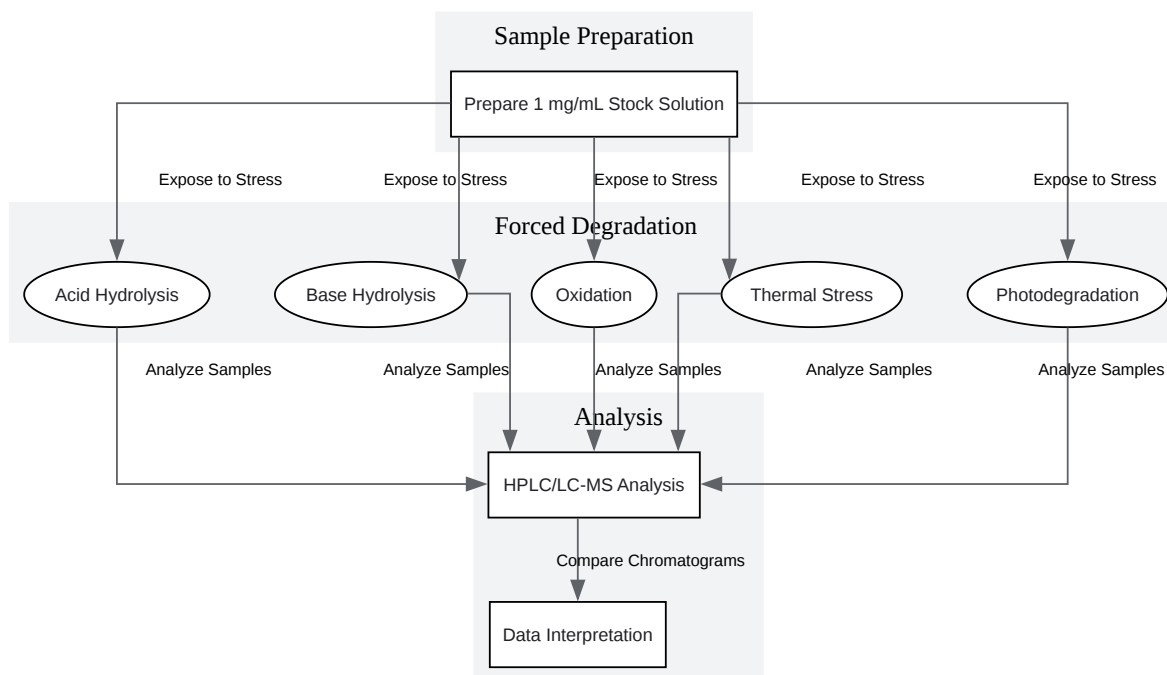 Sample Preparation
Prepare 1 mg/mL Stock Solution
Expose to Stress
Expose to Stress
Expose to Stress
Expose to Stress
Expose to Stress
Forced Degradation
Acid Hydrolysis
Base Hydrolysis
Oxidation
Thermal Stress
Photodegradation
Analyze Samples
Analyze Samples
Analyze Samples
Analyze Samples
Analyze Samples
Analysis
HPLC/LC-MS Analysis
Compare Chromatograms
Data Interpretation